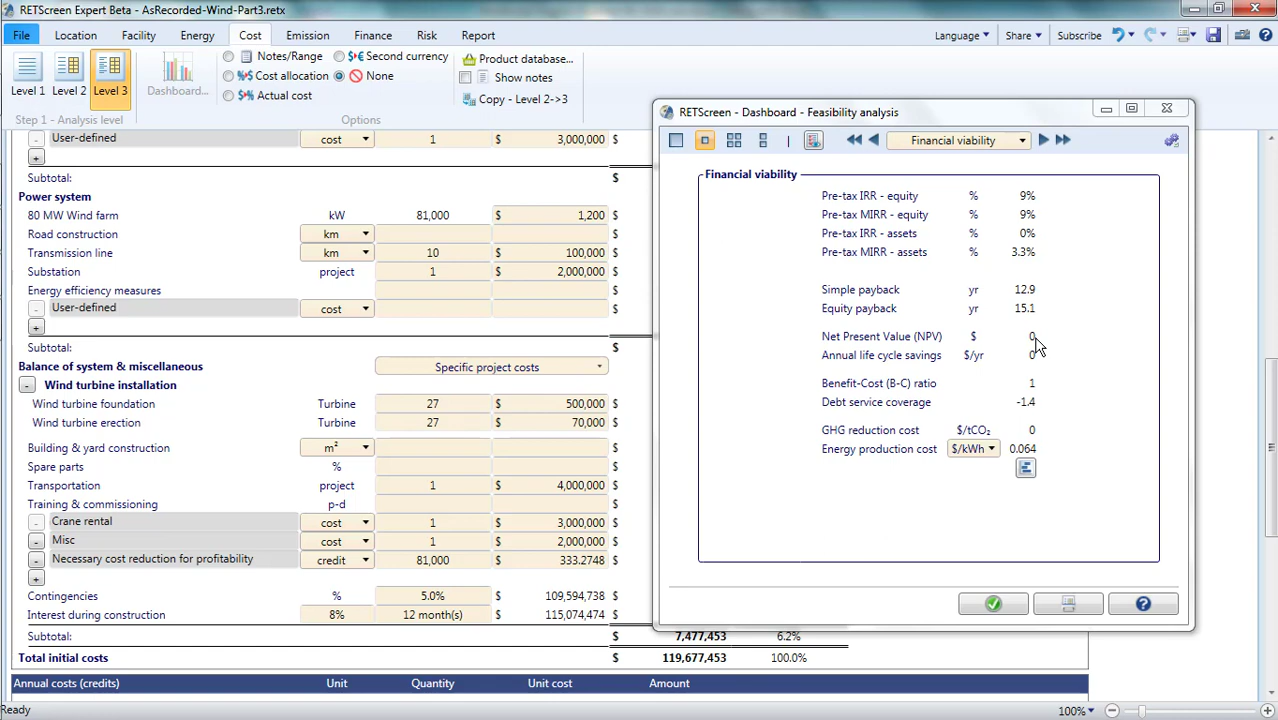 RETScreen Expert Beta - AsRecorded-Wind-Part3.retx
File Location Facility Energy Cost Emission Finance Risk Report Language Share Subscribe
Level 1 Level 2 Level 3 Dashboard...
Notes/Range $€ Second currency
%$ Cost allocation None
$% Actual cost
Product database...
Show notes
Copy - Level 2->3
Step 1 - Analysis level Options
- User-defined cost 1 $ 3,000,000 $
+
Subtotal: $
Power system
80 MW Wind farm kW 81,000 $ 1,200 $
Road construction km $
Transmission line km 10 $ 100,000 $
Substation project 1 $ 2,000,000 $
Energy efficiency measures $
- User-defined cost $
+
Subtotal: $
Balance of system & miscellaneous Specific project costs
- Wind turbine installation
Wind turbine foundation Turbine 27 $ 500,000 $
Wind turbine erection Turbine 27 $ 70,000 $
Building & yard construction m² $
Spare parts % $
Transportation project 1 $ 4,000,000 $
Training & commissioning p-d $
- Crane rental cost 1 $ 3,000,000 $
- Misc cost 1 $ 2,000,000 $
- Necessary cost reduction for profitability credit 81,000 $ 333.2748 $
+
Contingencies % 5.0% $ 109,594,738 $
Interest during construction 8% 12 month(s) $ 115,074,474 $
Subtotal: $ 7,477,453 6.2%
Total initial costs $ 119,677,453 100.0%
Annual costs (credits) Unit Quantity Unit cost Amount
Ready 100%
RETScreen - Dashboard - Feasibility analysis
Financial viability
Financial viability
Pre-tax IRR - equity % 9%
Pre-tax MIRR - equity % 9%
Pre-tax IRR - assets % 0%
Pre-tax MIRR - assets % 3.3%
Simple payback yr 12.9
Equity payback yr 15.1
Net Present Value (NPV) $ 0
Annual life cycle savings $/yr 0
Benefit-Cost (B-C) ratio 1
Debt service coverage -1.4
GHG reduction cost $/tCO₂ 0
Energy production cost $/kWh 0.064